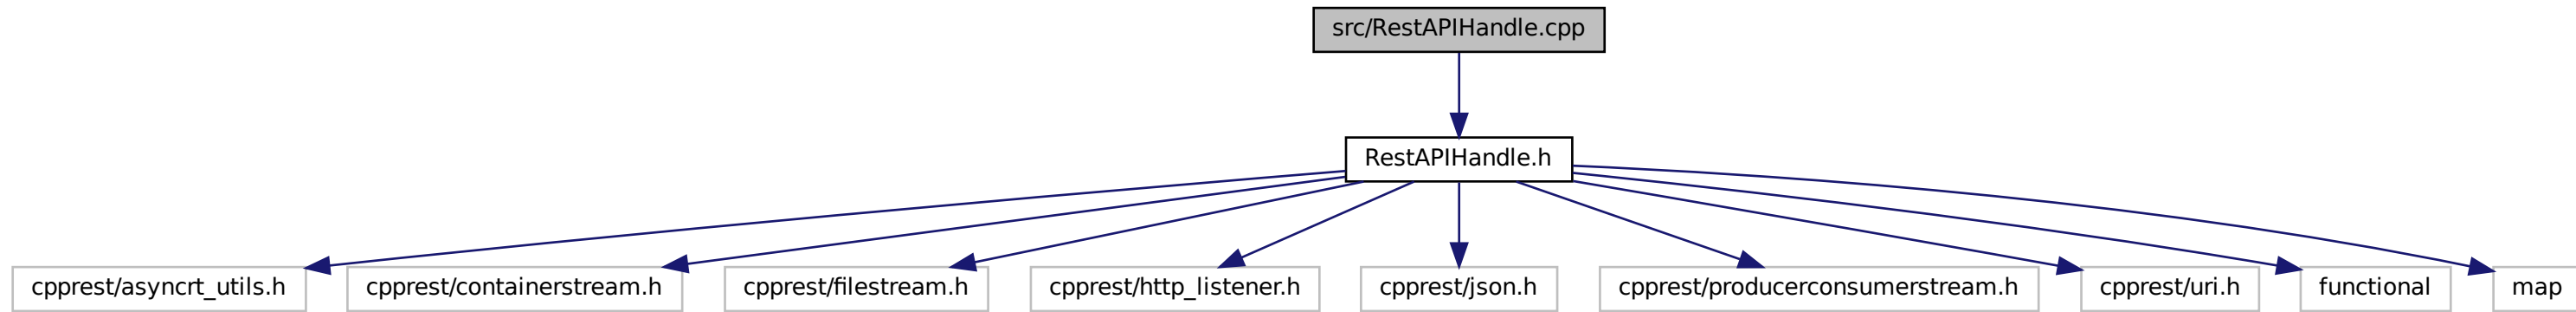 src/RestAPIHandle.cpp
RestAPIHandle.h
cpprest/asyncrt_utils.h
cpprest/containerstream.h
cpprest/filestream.h
cpprest/http_listener.h
cpprest/json.h
cpprest/producerconsumerstream.h
cpprest/uri.h
functional
map